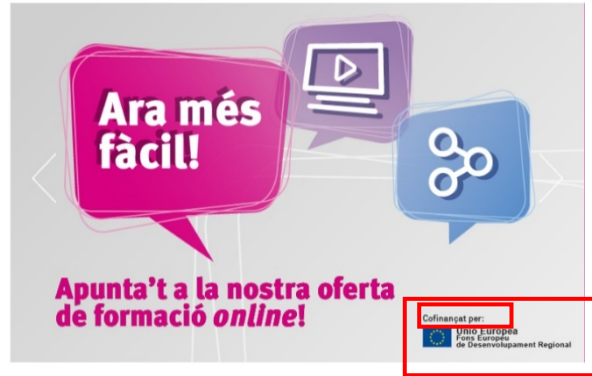 Ara més
fàcil!
Apunta't a la nostra oferta
de formació online!
Cofinançat per:
Unió Europea
Fons Europeu
de Desenvolupament Regional